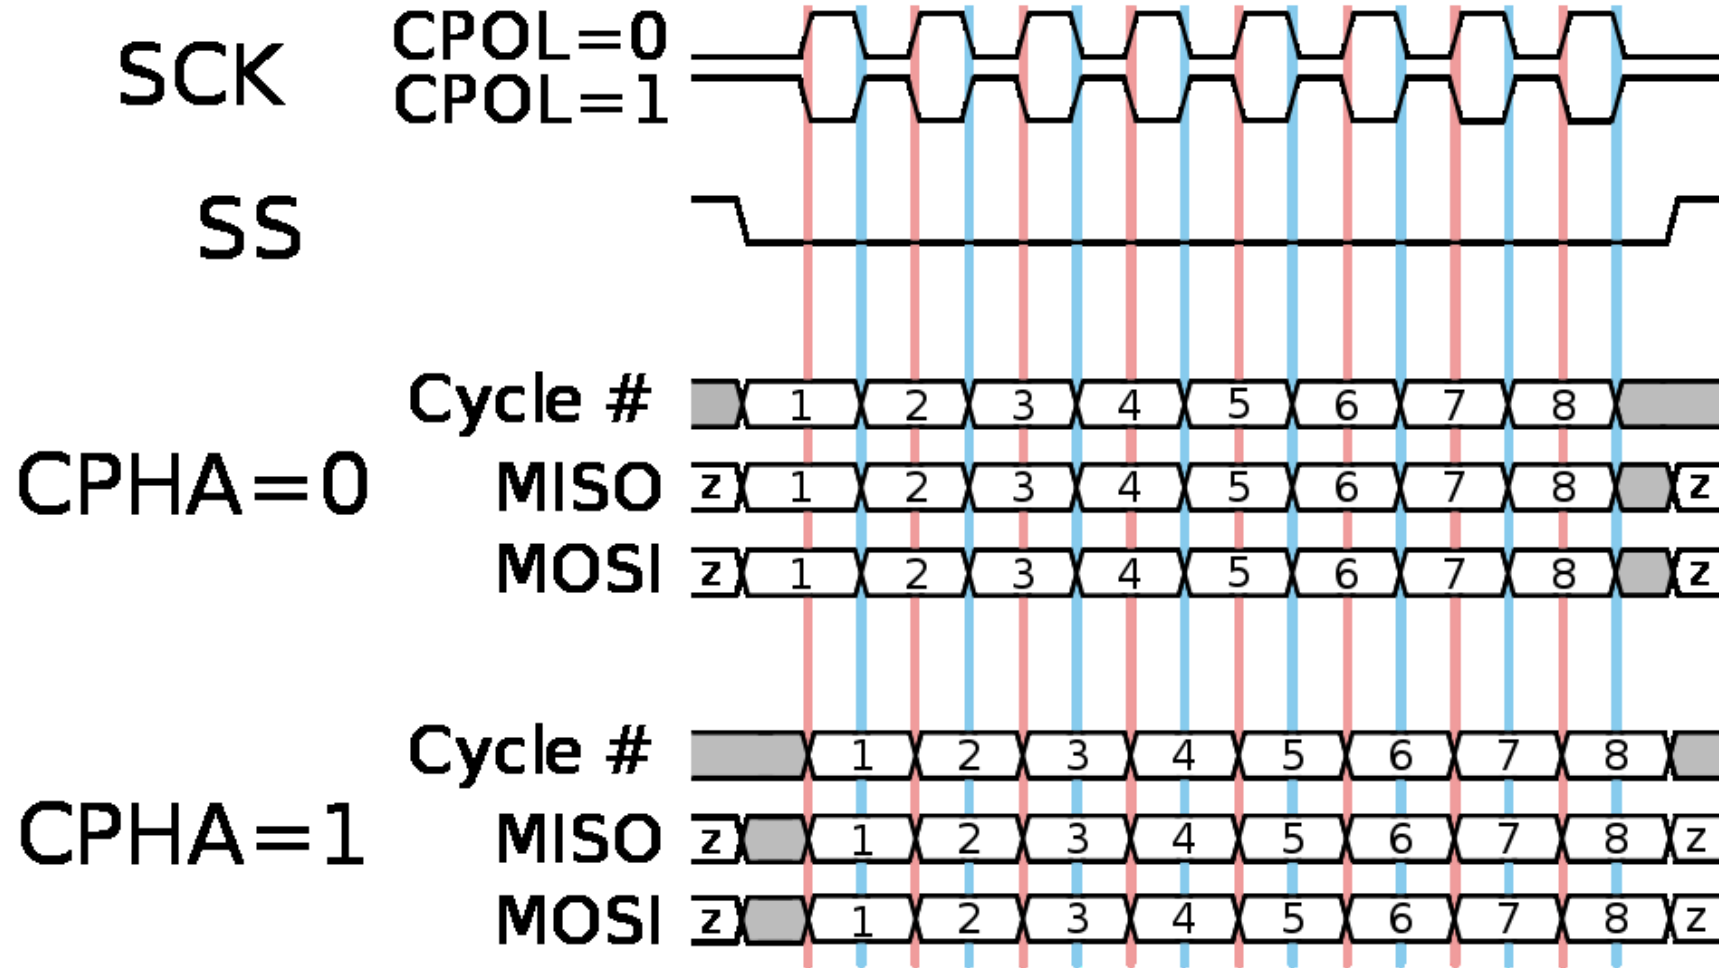 SCK CPOL=0
CPOL=1
SS
Cycle # 1 2 3 4 5 6 7 8
CPHA=0 MISO z 1 2 3 4 5 6 7 8 z
MOSI z 1 2 3 4 5 6 7 8 z
Cycle # 1 2 3 4 5 6 7 8
CPHA=1 MISO z 1 2 3 4 5 6 7 8 z
MOSI z 1 2 3 4 5 6 7 8 z